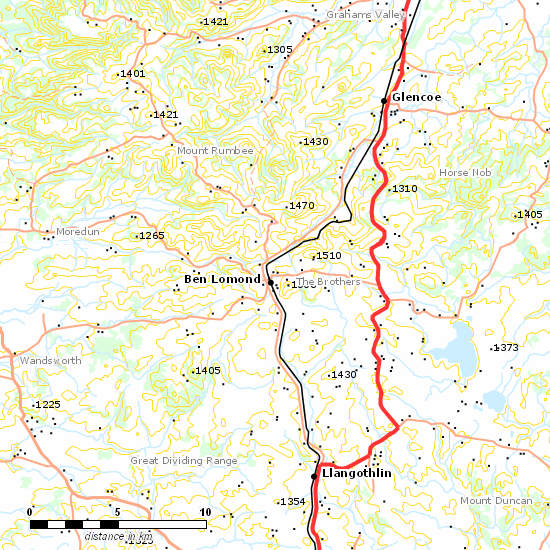 Grahams Valley
1421
1305
1401
Glencoe
1421
1430
Mount Rumbee
Horse Nob
1310
1470
1405
Moredun
1265
1510
Ben Lomond
The Brothers
1373
Wandsworth
1405
1430
1225
Great Dividing Range
Llangothlin
Mount Duncan
1354
0 5 10
distance in km